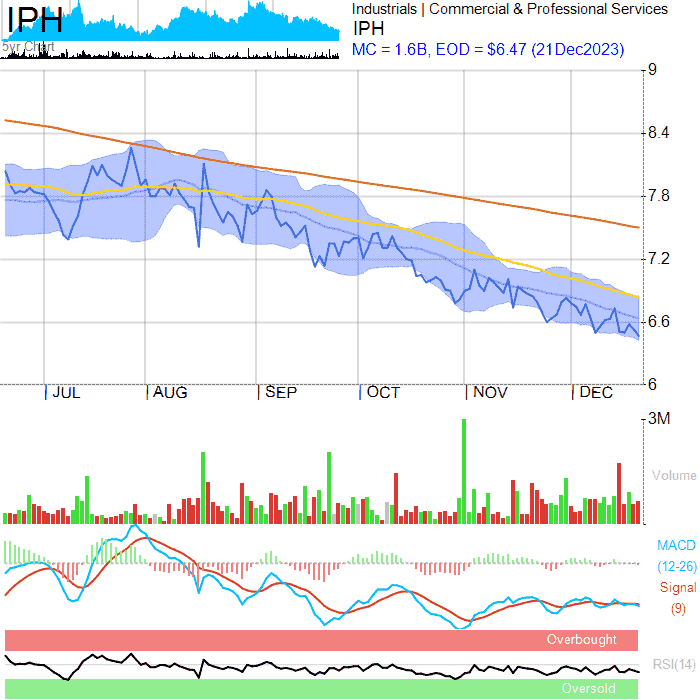 IPH
5yr Chart
Industrials | Commercial & Professional Services
IPH
MC = 1.6B, EOD = $6.47 (21Dec2023)
9
8.4
7.8
7.2
6.6
6
JUL
AUG
SEP
OCT
NOV
DEC
3M
Volume
MACD
(12-26)
Signal
(9)
Overbought
RSI(14)
Oversold